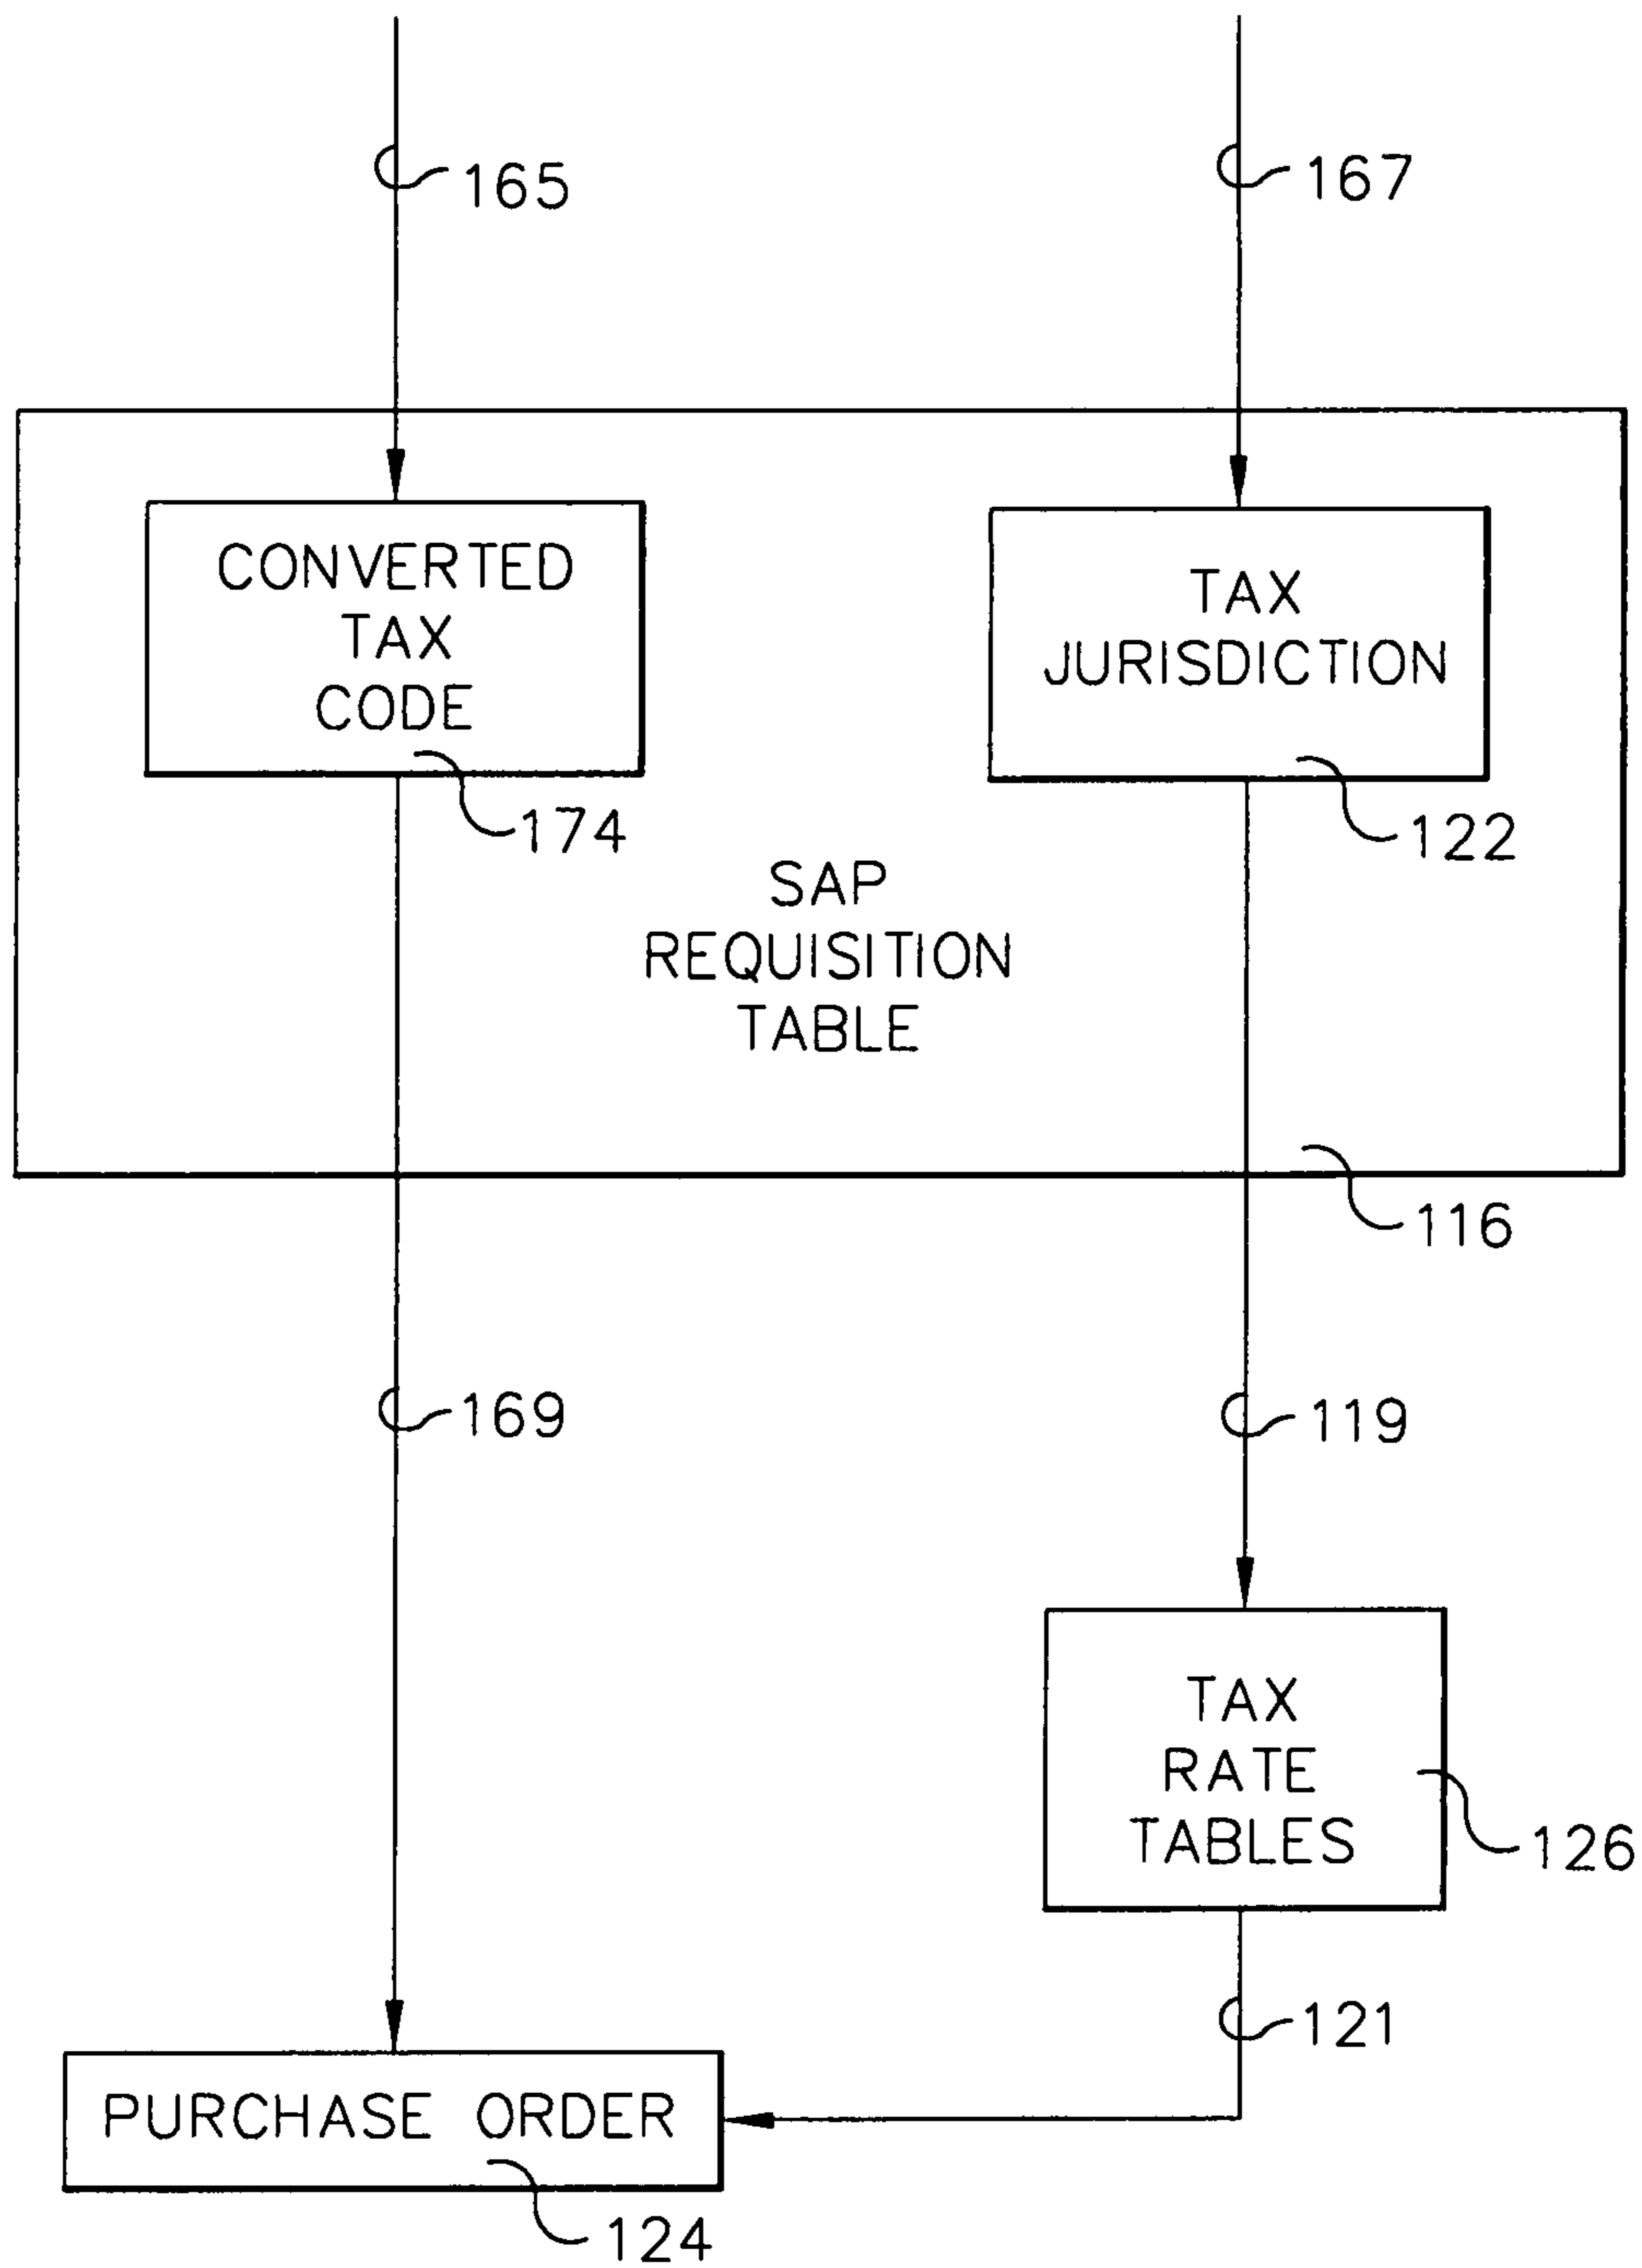 165
167
CONVERTED
TAX
CODE
174
TAX
JURISDICTION
122
SAP
REQUISITION
TABLE
116
169
119
TAX
RATE
TABLES
126
121
PURCHASE ORDER
124